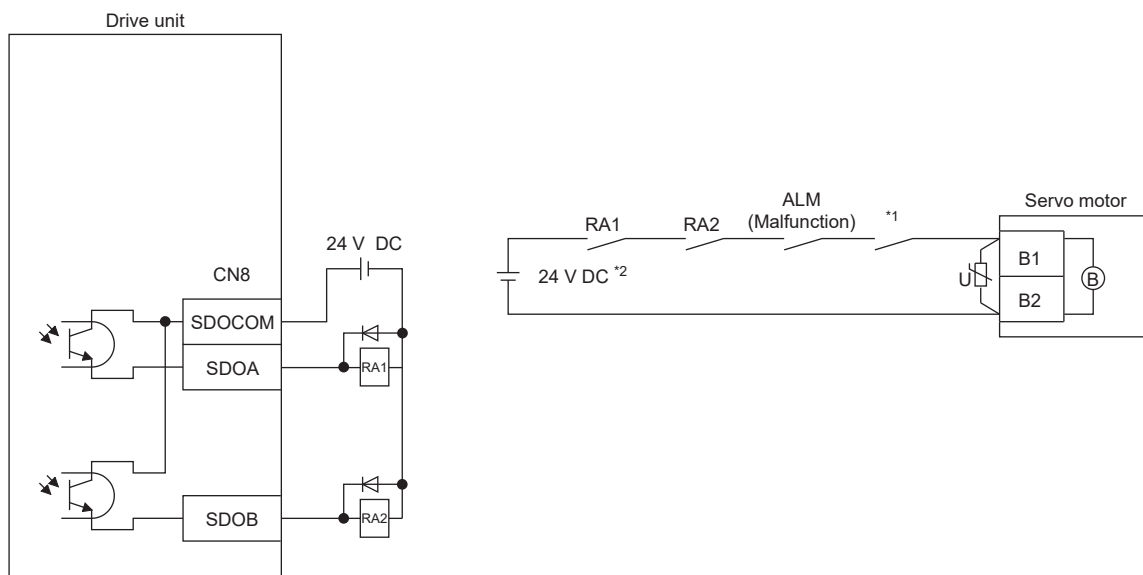 Drive unit
24 V DC
CN8
SDOCOM
SDOA
RA1
SDOB
RA2
RA1
RA2
ALM
(Malfunction)
*1
24 V DC *2
Servo motor
U
B1
B2
B